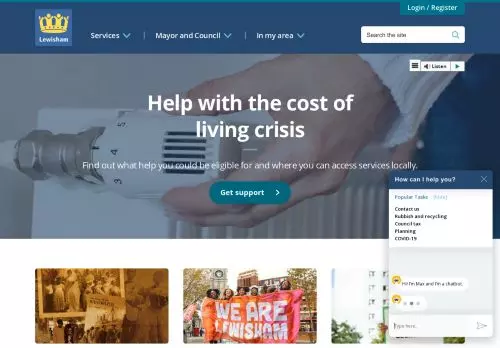 Login / Register
Lewisham
Services
Mayor and Council
In my area
Search the site
Listen
Help with the cost of
living crisis
Find out what help you could be eligible for and where you can access services locally.
Get support
How can I help you?
Popular Tasks (Hide)
Contact us
Rubbish and recycling
Council tax
Planning
COVID-19
Hi! I'm Max and I'm a chatbot.
Type here..
WE ARE
LEWISHAM